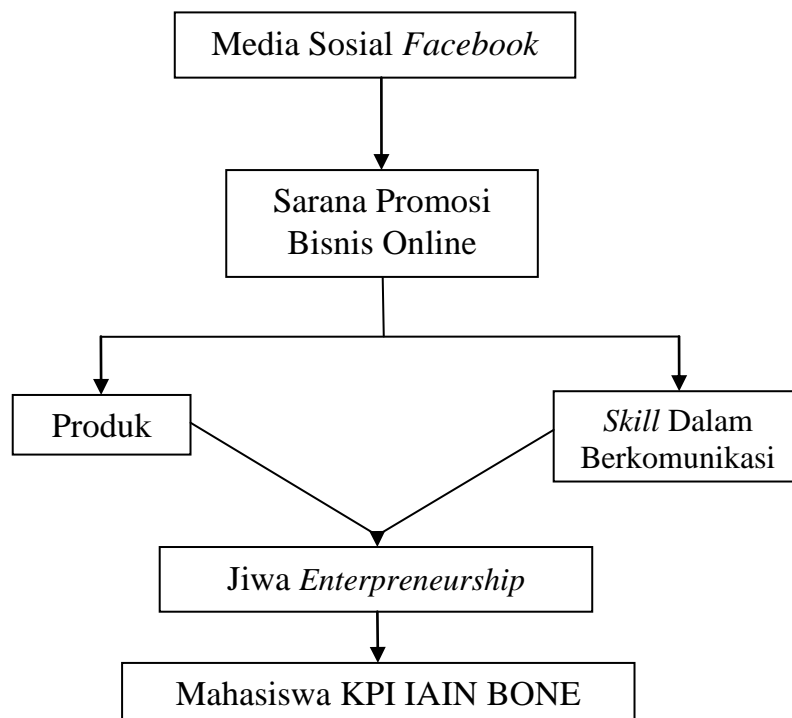 Media Sosial Facebook
Sarana Promosi
Bisnis Online
Produk
Skill Dalam
Berkomunikasi
Jiwa Enterpreneurship
Mahasiswa KPI IAIN BONE